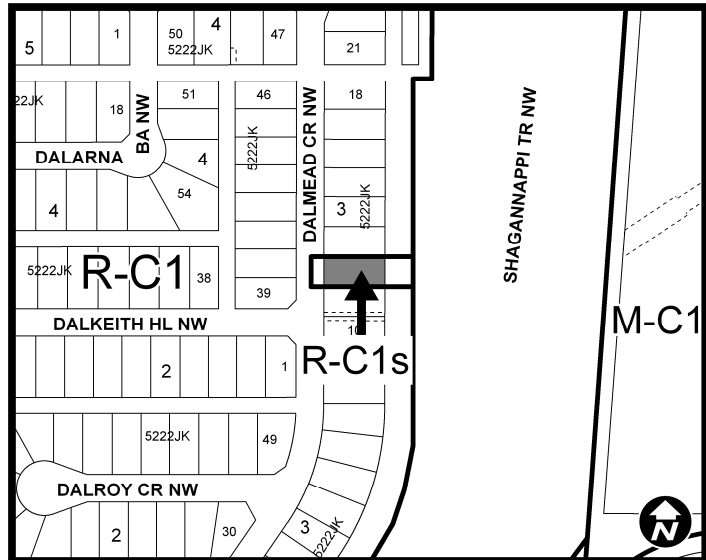 1
50
4
47
5
5222JK
21
22JK
18
BA NW
51
46
18
DALARNA
4
5222JK
DALMEAD CR NW
4
54
3
5222JK
SHAGANNAPPI TR NW
5222JK
R-C1
38
39
DALKEITH HL NW
10
M-C1
R-C1s
2
1
5222JK
49
DALROY CR NW
2
30
3
5222JK
N